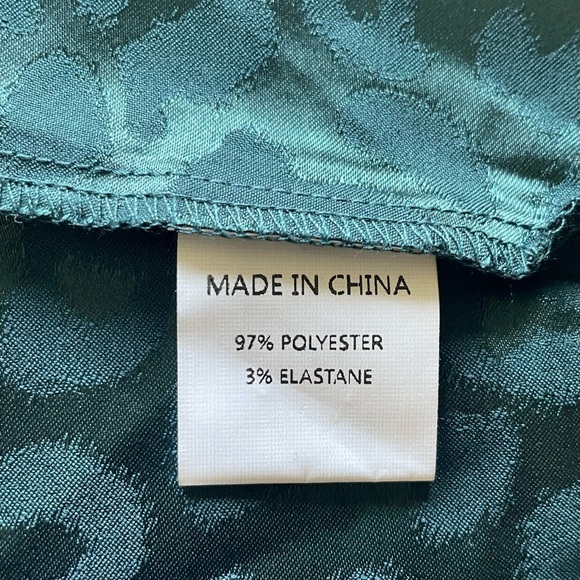 MADE IN CHINA
97% POLYESTER
3% ELASTANE